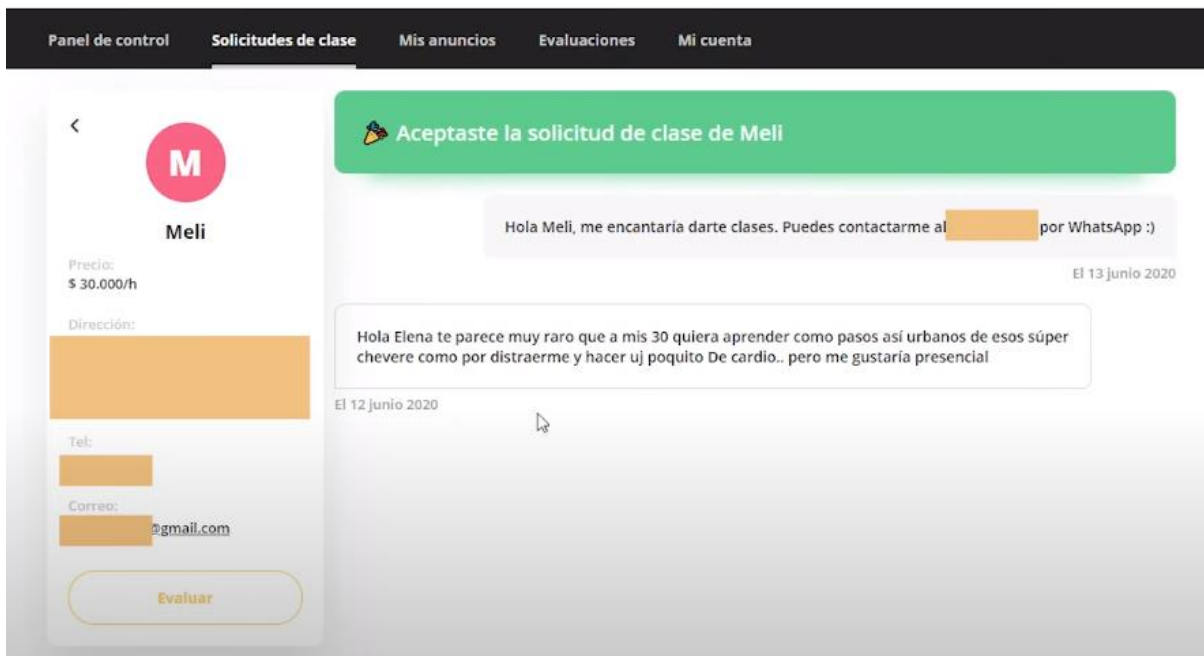 Panel de control Solicitudes de clase Mis anuncios Evaluaciones Mi cuenta
M
Meli
Precio:
$ 30.000/h
Dirección:
Tel:
Correo:
@gmail.com
Evaluar
Aceptaste la solicitud de clase de Meli
Hola Meli, me encantaría darte clases. Puedes contactarme al por WhatsApp :)
El 13 junio 2020
Hola Elena te parece muy raro que a mis 30 quiera aprender como pasos así urbanos de esos súper
chevere como por distraerme y hacer uj poquito De cardio.. pero me gustaría presencial
El 12 junio 2020